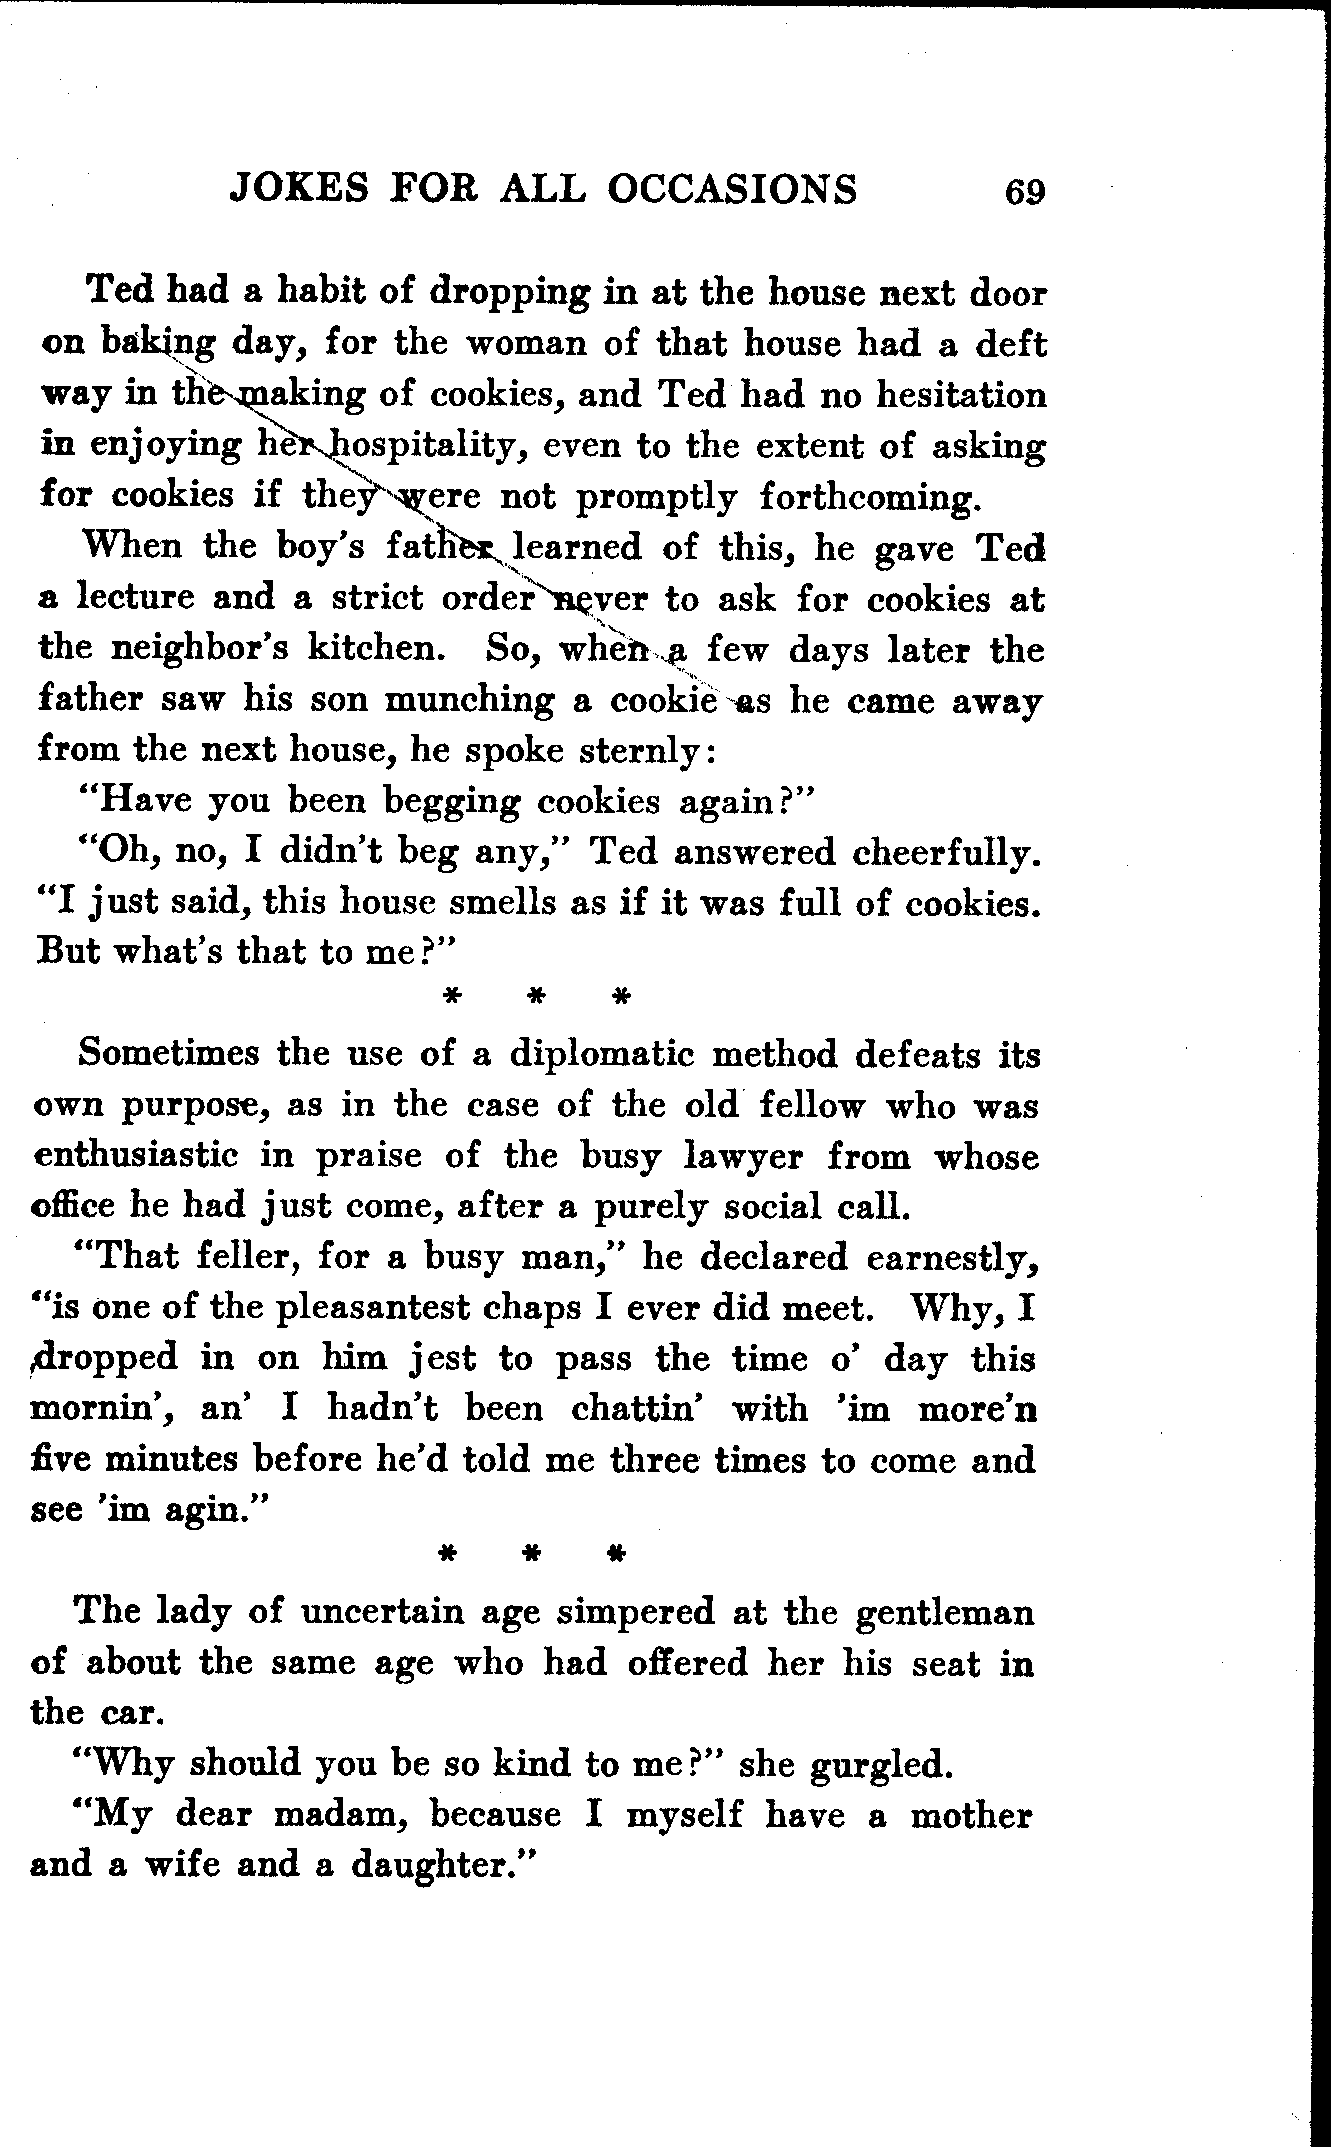 JOKES FOR ALL OCCASIONS 69
Ted had a habit of dropping in at the house next door
on baking day, for the woman of that house had a deft
way in the making of cookies, and Ted had no hesitation
in enjoying her hospitality, even to the extent of asking
for cookies if they were not promptly forthcoming.
When the boy's father learned of this, he gave Ted
a lecture and a strict order never to ask for cookies at
the neighbor's kitchen. So, when a few days later the
father saw his son munching a cookie as he came away
from the next house, he spoke sternly:
"Have you been begging cookies again?"
"Oh, no, I didn't beg any," Ted answered cheerfully.
"I just said, this house smells as if it was full of cookies.
But what's that to me?"
* * *
Sometimes the use of a diplomatic method defeats its
own purpose, as in the case of the old fellow who was
enthusiastic in praise of the busy lawyer from whose
office he had just come, after a purely social call.
"That feller, for a busy man," he declared earnestly,
"is one of the pleasantest chaps I ever did meet. Why, I
dropped in on him jest to pass the time o' day this
mornin', an' I hadn't been chattin' with 'im more'n
five minutes before he'd told me three times to come and
see 'im agin."
* * *
The lady of uncertain age simpered at the gentleman
of about the same age who had offered her his seat in
the car.
"Why should you be so kind to me?" she gurgled.
"My dear madam, because I myself have a mother
and a wife and a daughter."